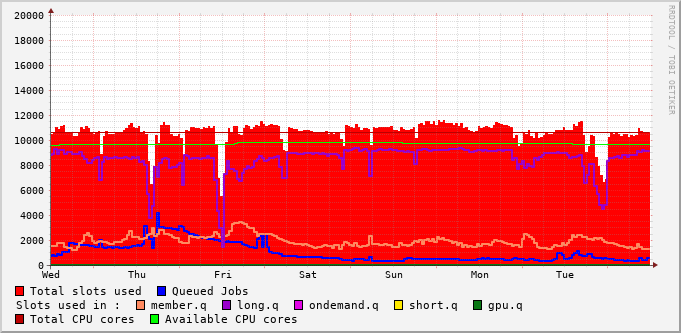 RRDTOOL / TOBI OETIKER
20000
18000
16000
14000
12000
10000
8000
6000
4000
2000
0
Wed Thu Fri Sat Sun Mon Tue
Total slots used Queued Jobs
Slots used in : member.q long.q ondemand.q short.q gpu.q
Total CPU cores Available CPU cores